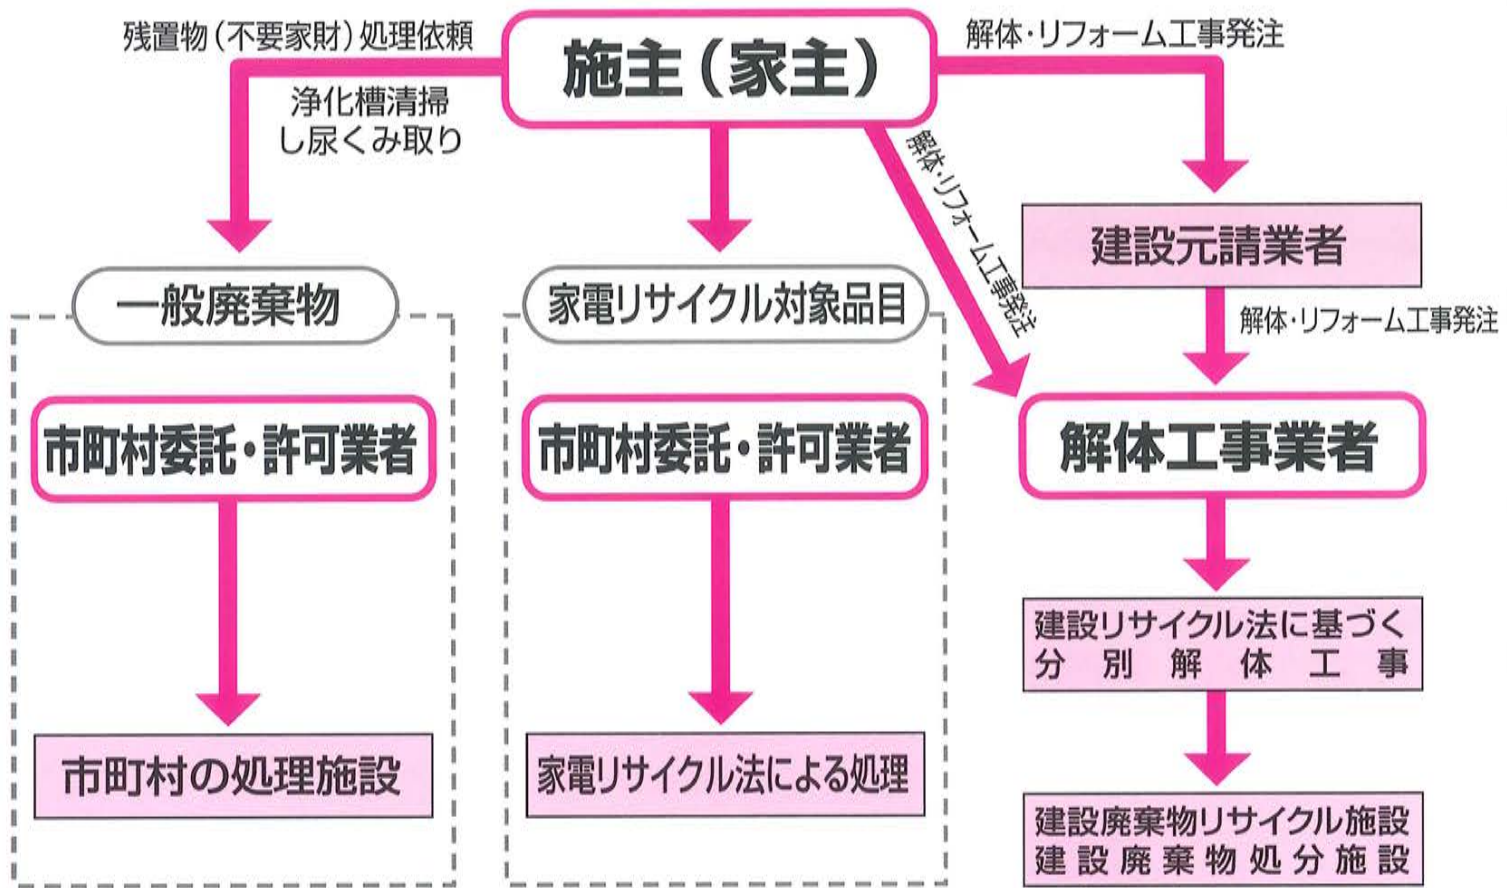 残置物(不要家財)処理依頼
浄化槽清掃
し尿くみ取り
施主(家主)
解体・リフォーム工事発注
解体・リフォーム工事発注
建設元請業者
解体・リフォーム工事発注
一般廃棄物
市町村委託・許可業者
市町村の処理施設
家電リサイクル対象品目
市町村委託・許可業者
家電リサイクル法による処理
解体工事業者
建設リサイクル法に基づく
分別解体工事
建設廃棄物リサイクル施設
建設廃棄物処分施設